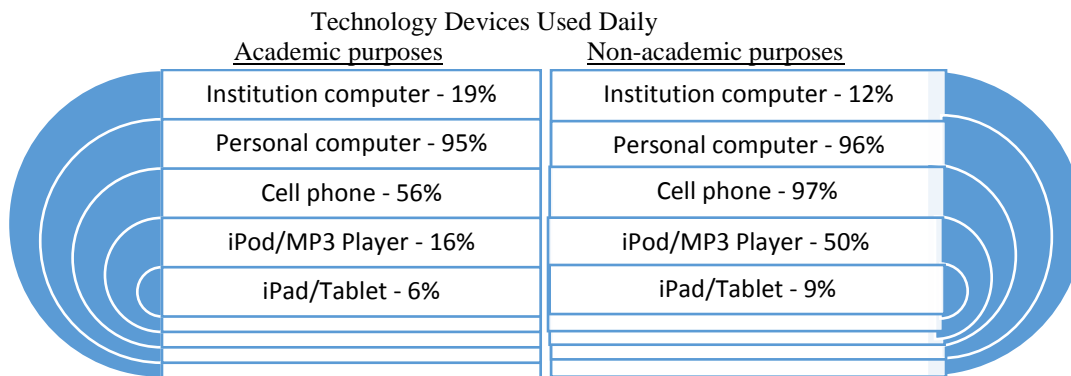 Technology Devices Used Daily
Academic purposes
Institution computer - 19%
Personal computer - 95%
Cell phone - 56%
iPod/MP3 Player - 16%
iPad/Tablet - 6%
Non-academic purposes
Institution computer - 12%
Personal computer - 96%
Cell phone - 97%
iPod/MP3 Player - 50%
iPad/Tablet - 9%